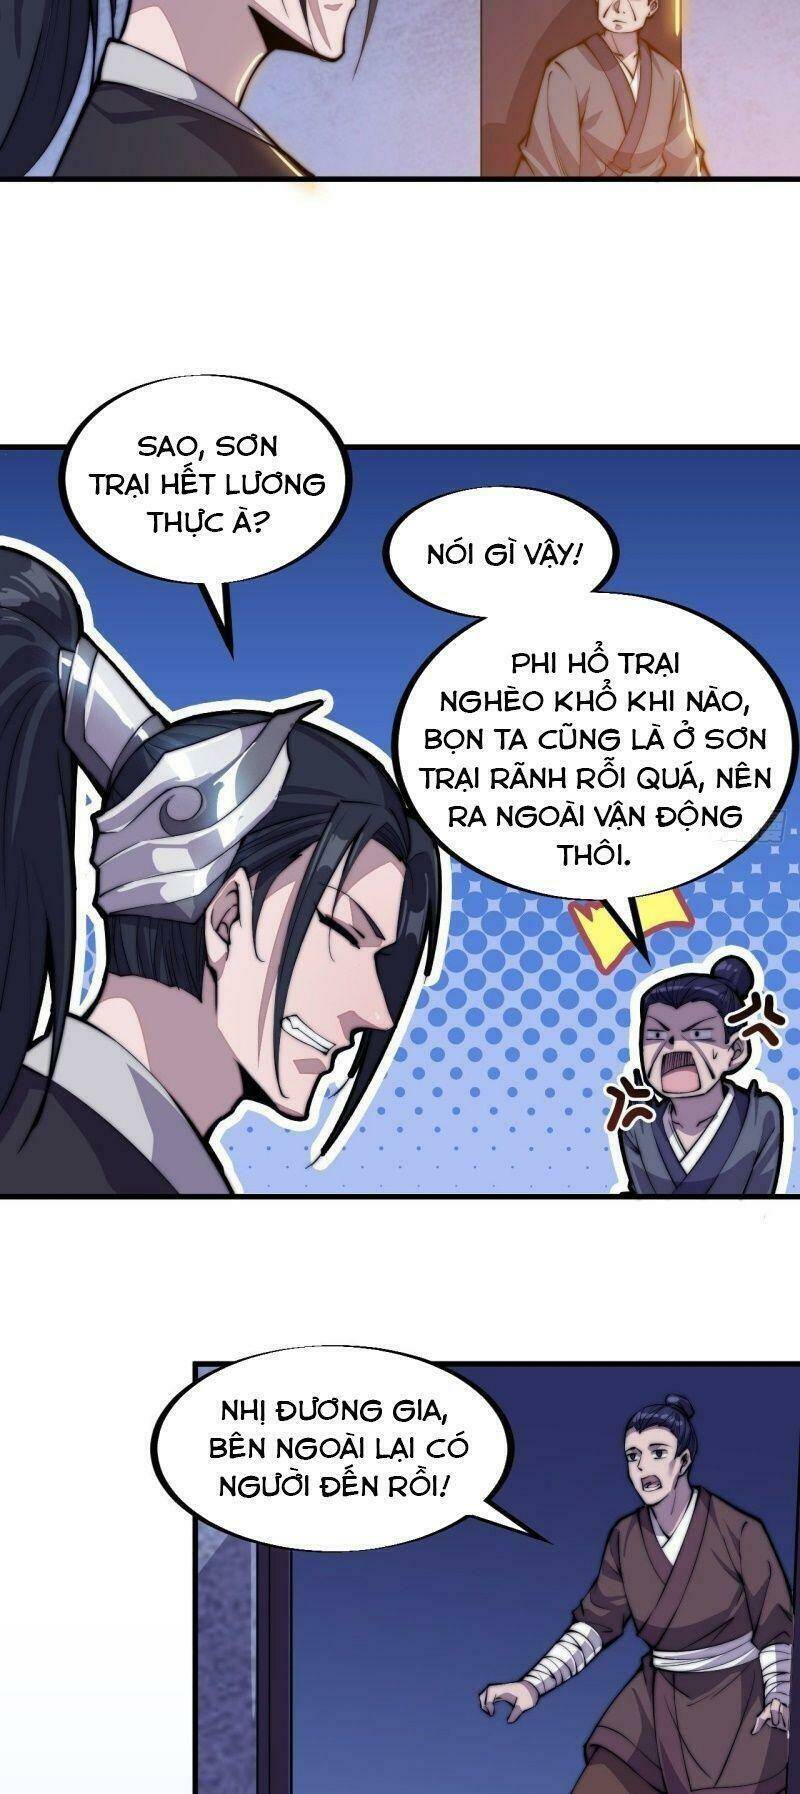 SAO, SƠN
TRẠI HẾT LƯƠNG
THỰC À?
NÓI GÌ VẬY!
PHI HỔ TRẠI
NGHÈO KHỔ KHI NÀO,
BỌN TA CŨNG LÀ Ở SƠN
TRẠI RÃNH RỖI QUÁ, NÊN
RA NGOÀI VẬN ĐỘNG
THÔI.
NHỊ ĐƯƠNG GIA,
BÊN NGOÀI LẠI CÓ
NGƯỜI ĐẾN RỒI!